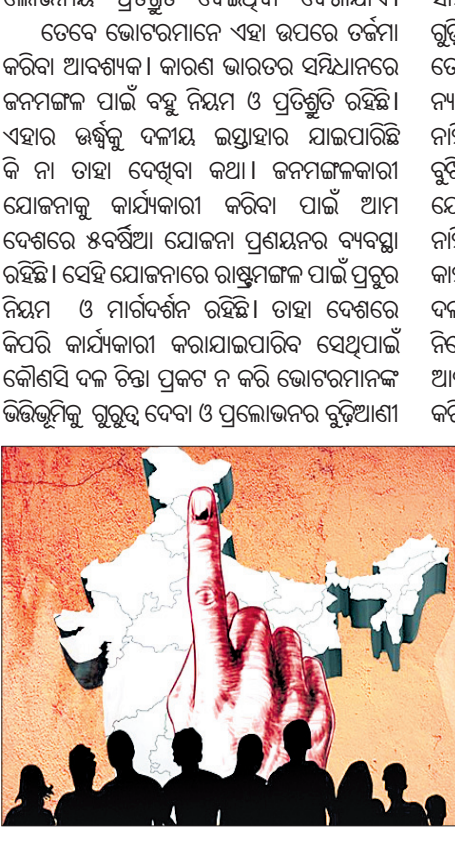 ତେବେ ଭୋଟରମାନେ ଏହା ଉପରେ ତର୍ଜମା
କରିବା ଆବଶ୍ୟକ। କାରଣ ଭାରତର ସମ୍ବିଧାନରେ
ଜନମଙ୍ଗଳ ପାଇଁ ବହୁ ନିୟମ ଓ ପ୍ରତିଶ୍ରୁତି ରହିଛି।
ଏହାର ଊର୍ଦ୍ଧ୍ୱକୁ ଦଳୀୟ ଇସ୍ତାହାର ଯାଇପାରିଛି
କି ନା ତାହା ଦେଖିବା କଥା। ଜନମଙ୍ଗଳକାରୀ
ଯୋଜନାକୁ କାର୍ଯ୍ୟକାରୀ କରିବା ପାଇଁ ଆମ
ଦେଶରେ ୫ବର୍ଷିଆ ଯୋଜନା ପ୍ରଣୟନର ବ୍ୟବସ୍ଥା
ରହିଛି। ସେହି ଯୋଜନାରେ ରାଷ୍ଟ୍ରମଙ୍ଗଳ ପାଇଁ ପ୍ରଚୁର
ନିୟମ ଓ ମାର୍ଗଦର୍ଶନ ରହିଛି। ତାହା ଦେଶରେ
କିପରି କାର୍ଯ୍ୟକାରୀ କରାଯାଇପାରିବ ସେଥିପାଇଁ
କୌଣସି ଦଳ ଚିନ୍ତା ପ୍ରକଟ ନ କରି ଭୋଟରମାନଙ୍କ
ଭିତ୍ତିଭୂମିକୁ ଗୁରୁତ୍ୱ ଦେବା ଓ ପ୍ରଲୋଭନର ବୁଢ଼ିଆଣୀ